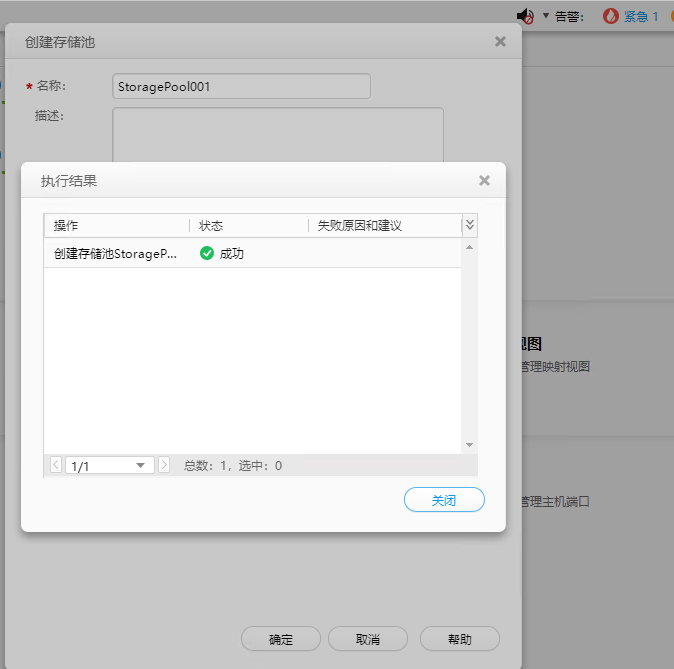 告警: 紧急 1
创建存储池
* 名称: StoragePool001
描述:
执行结果
操作 状态 失败原因和建议
创建存储池StorageP... 成功
视图
管理映射视图
1/1 总数: 1, 选中: 0
关闭
管理主机端口
确定 取消 帮助